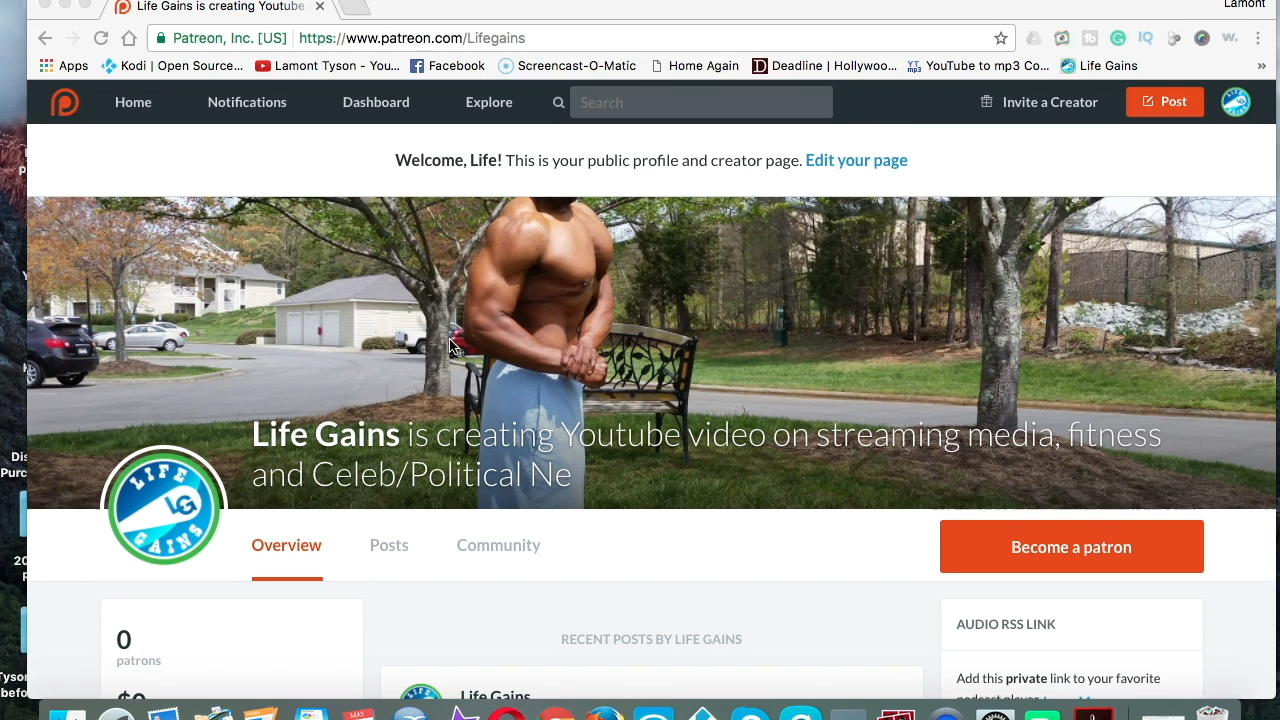 Life Gains is creating Youtube
Lamont
Patreon, Inc. [US]
https://www.patreon.com/Lifegains
Apps
Kodi | Open Source...
Lamont Tyson - You...
Facebook
Screencast-O-Matic
Home Again
Deadline | Hollywoo...
YouTube to mp3 Co...
Life Gains
»
Home
Notifications
Dashboard
Explore
Search
Invite a Creator
Post
Welcome, Life! This is your public profile and creator page. Edit your page
Life Gains is creating Youtube video on streaming media, fitness
and Celeb/Political Ne
LIFE
LG
GAINS
Overview
Posts
Community
Become a patron
0
patrons
RECENT POSTS BY LIFE GAINS
Life Gains
AUDIO RSS LINK
Add this private link to your favorite
MAY